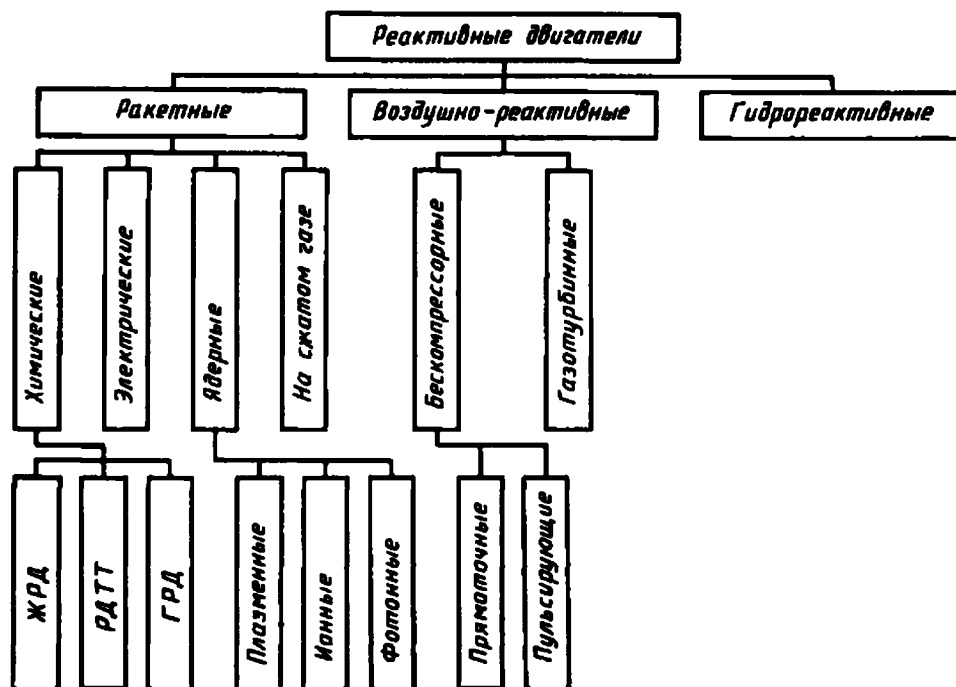 Реактивные двигатели
Ракетные
Воздушно-реактивные
Гидрореактивные
Химические
Электрические
Ядерные
На сжатом газе
Бескомпрессорные
Газотурбинные
ЖРД
РДТТ
ГРД
Плазменные
Ионные
Фотонные
Прямоточные
Пульсирующие